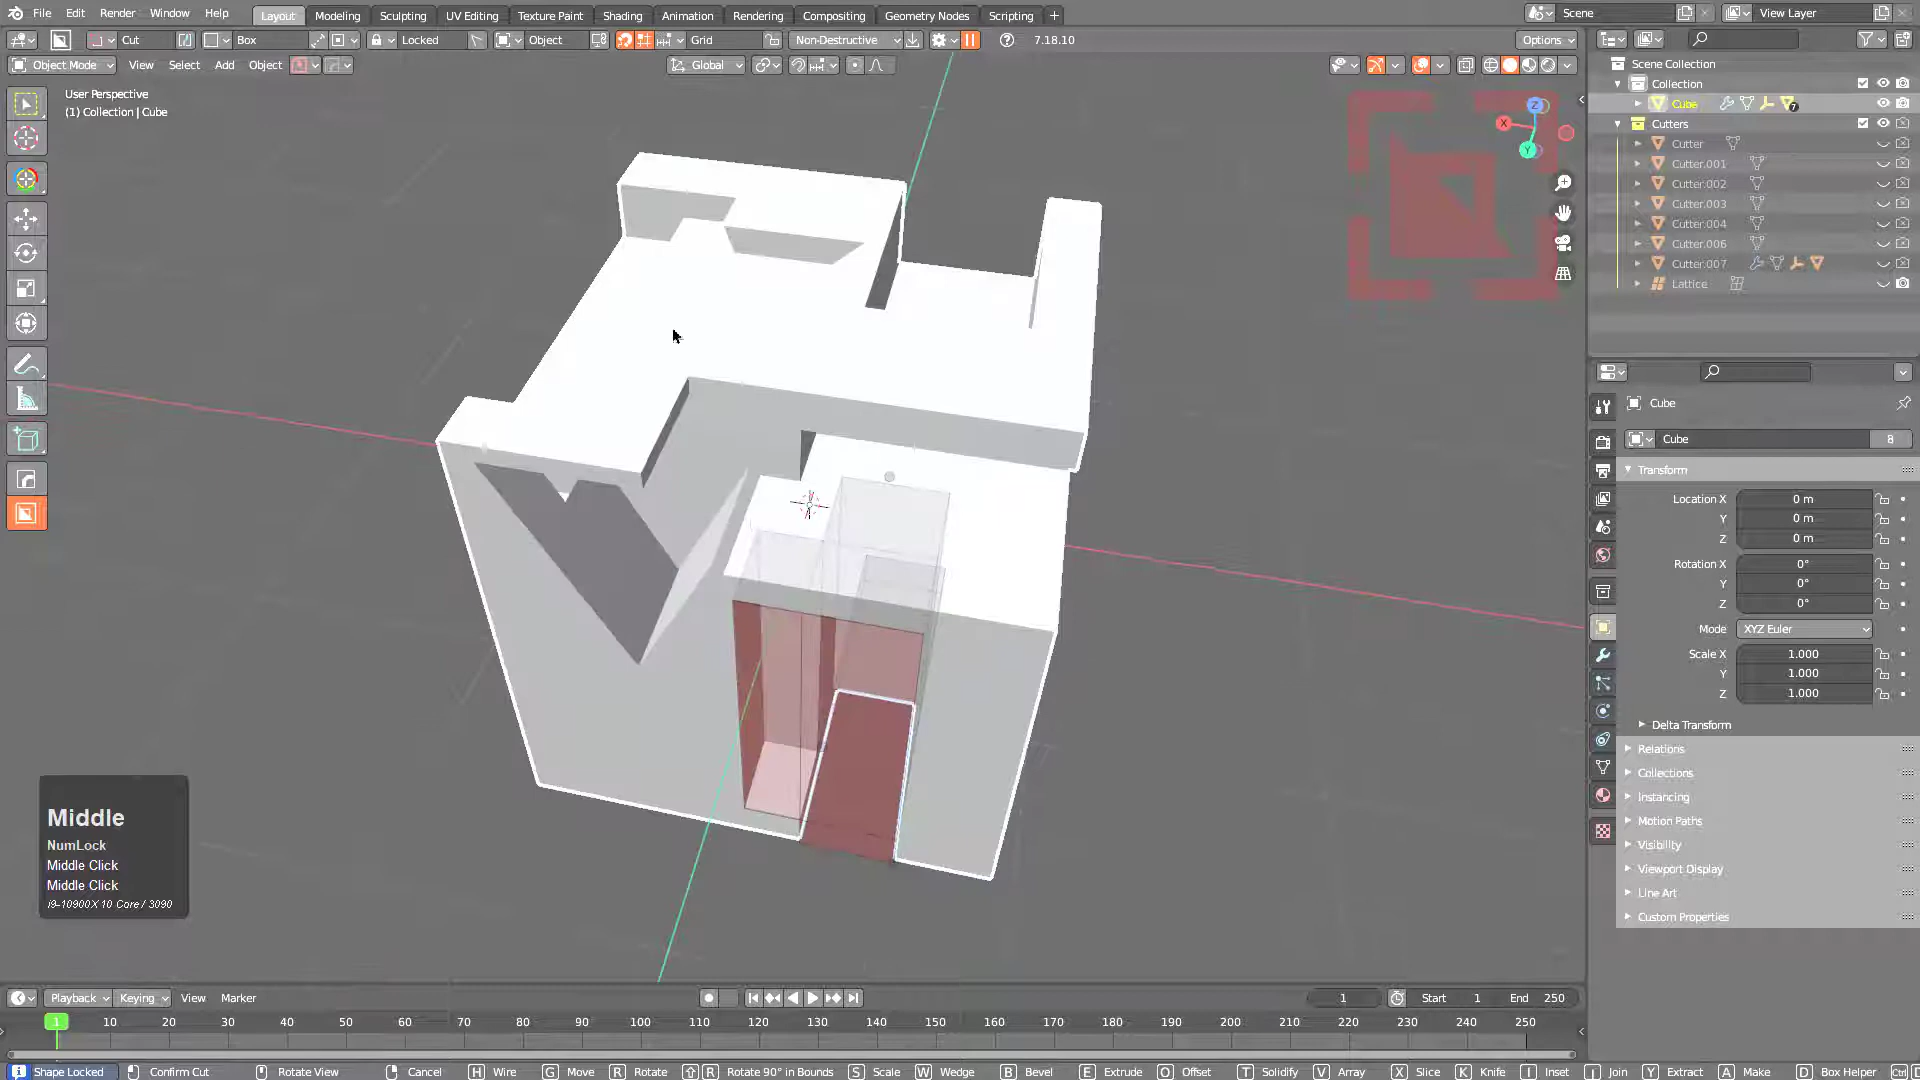 File Edit Render Window Help Layout Modeling Sculpting UV Editing Texture Paint Shading Animation Rendering Compositing Geometry Nodes Scripting + Scene View Layer
Cut Box Locked Object Grid Non-Destructive 7.18.10 Options
Object Mode View Select Add Object Global
User Perspective
(1) Collection | Cube
Z
X
Y
Scene Collection
Collection
Cube 7
Cutters
Cutter
Cutter.001
Cutter.002
Cutter.003
Cutter.004
Cutter.006
Cutter.007
Lattice
Cube
Cube 8
Transform
Location X 0 m
Y 0 m
Z 0 m
Rotation X 0°
Y 0°
Z 0°
Mode XYZ Euler
Scale X 1.000
Y 1.000
Z 1.000
Delta Transform
Relations
Collections
Instancing
Motion Paths
Visibility
Viewport Display
Line Art
Custom Properties
Middle
NumLock
Middle Click
Middle Click
i9-10900X 10 Core / 3090
Playback Keying View Marker 1 Start 1 End 250
1 10 20 30 40 50 60 70 80 90 100 110 120 130 140 150 160 170 180 190 200 210 220 230 240 250
Shape Locked Confirm Cut Rotate View Cancel H Wire G Move R Rotate R Rotate 90° in Bounds S Scale W Wedge B Bevel E Extrude O Offset T Solidify V Array X Slice K Knife I Inset J Join Y Extract A Make D Box Helper Ctrl D